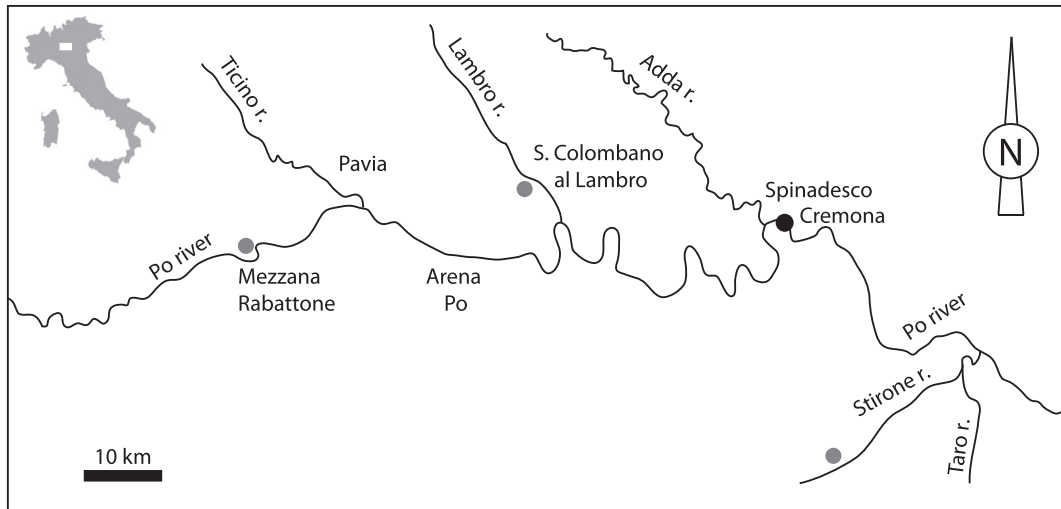 Ticino r.
Lambro r.
Adda r.
N
Pavia
S. Colombano
al Lambro
Spinadesco
Cremona
Po river
Mezzana
Rabattone
Arena
Po
Po river
Stirone r.
Taro r.
10 km